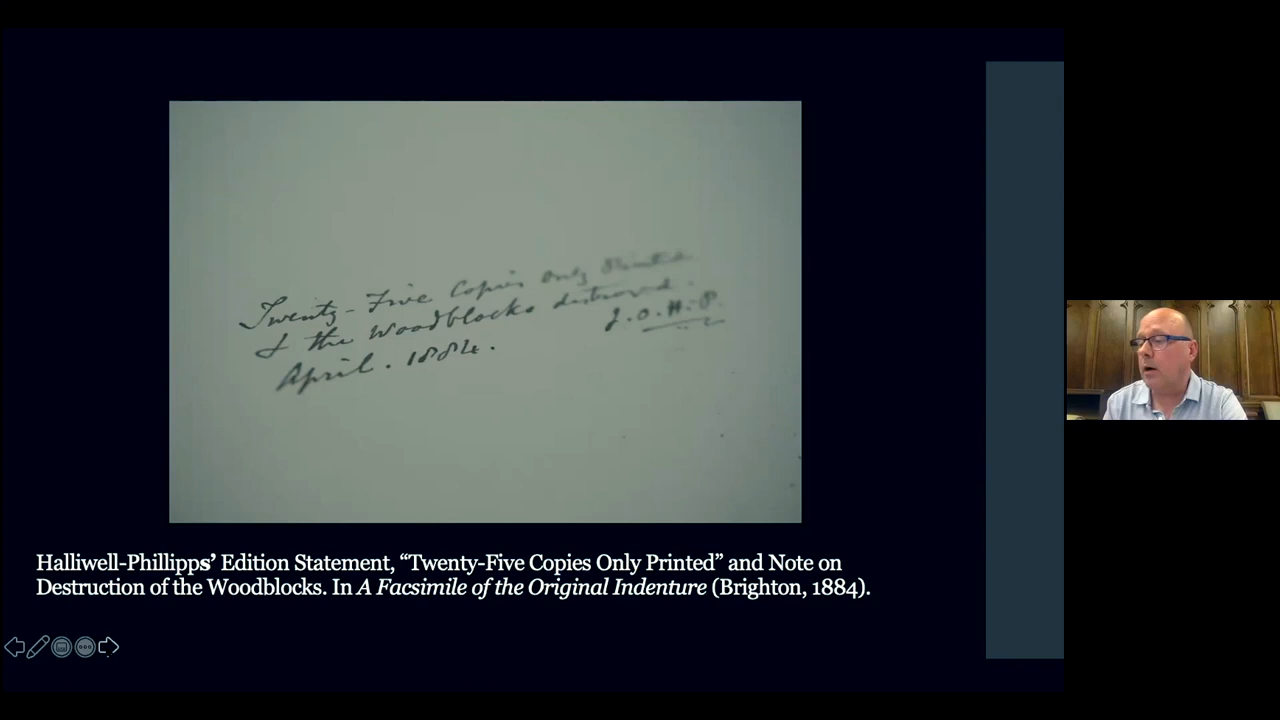 Twenty-Five Copies Only Printed
& the Woodblocks destroyed.
April. 1884.
J.O.H.-P.
Halliwell-Phillipps’ Edition Statement, “Twenty-Five Copies Only Printed” and Note on
Destruction of the Woodblocks. In A Facsimile of the Original Indenture (Brighton, 1884).